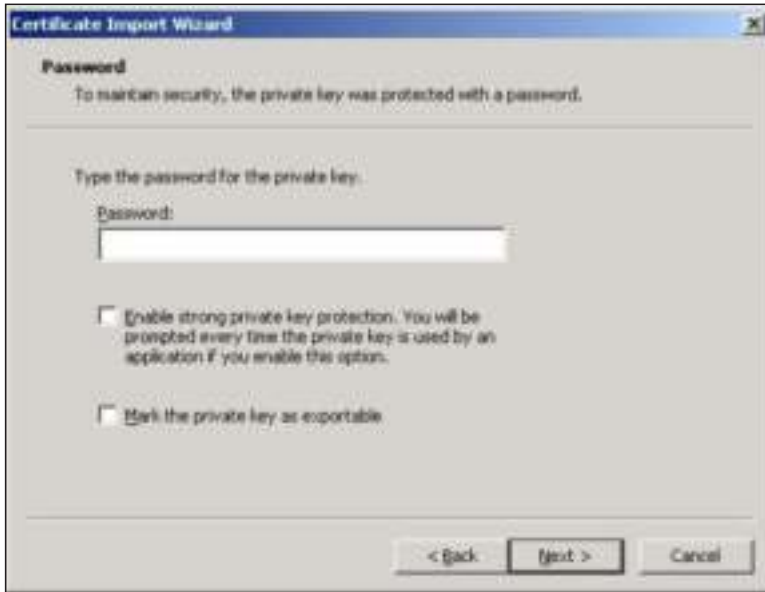 Certificate Import Wizard
Password
To maintain security, the private key was protected with a password.
Type the password for the private key.
Password:
Enable strong private key protection. You will be
prompted every time the private key is used by an
application if you enable this option.
Mark the private key as exportable
< Back Next > Cancel